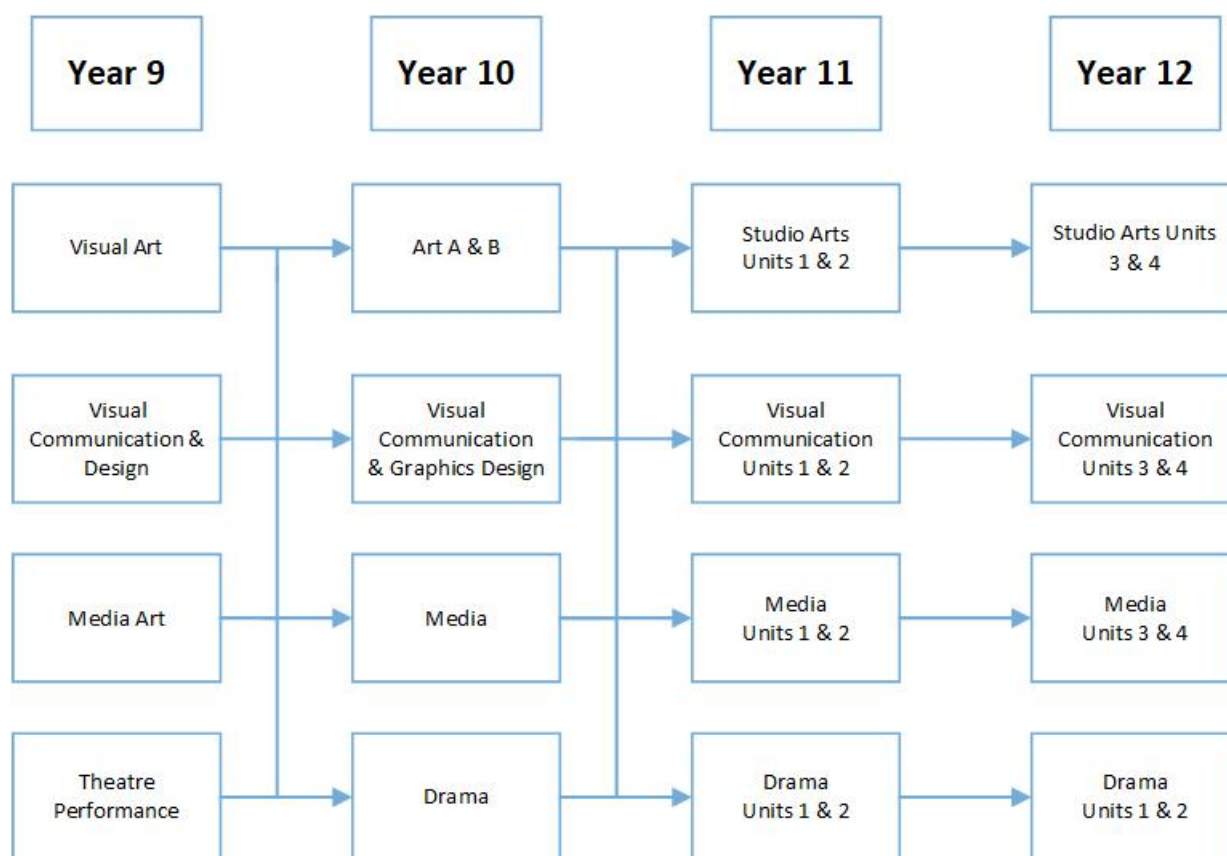 Year 9
Year 10
Year 11
Year 12
Visual Art
Art A & B
Studio Arts
Units 1 & 2
Studio Arts Units
3 & 4
Visual
Communication &
Design
Visual
Communication
& Graphics Design
Visual
Communication
Units 1 & 2
Visual
Communication
Units 3 & 4
Media Art
Media
Media
Units 1 & 2
Media
Units 3 & 4
Theatre
Performance
Drama
Drama
Units 1 & 2
Drama
Units 1 & 2